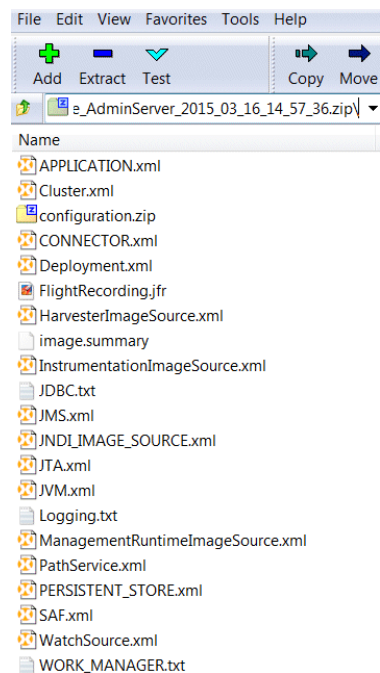 File Edit View Favorites Tools Help
Add Extract Test Copy Move
e_AdminServer_2015_03_16_14_57_36.zip\
Name
APPLICATION.xml
Cluster.xml
configuration.zip
CONNECTOR.xml
Deployment.xml
FlightRecording.jfr
HarvesterImageSource.xml
image.summary
InstrumentationImageSource.xml
JDBC.txt
JMS.xml
JNDI_IMAGE_SOURCE.xml
JTA.xml
JVM.xml
Logging.txt
ManagementRuntimeImageSource.xml
PathService.xml
PERSISTENT_STORE.xml
SAF.xml
WatchSource.xml
WORK_MANAGER.txt